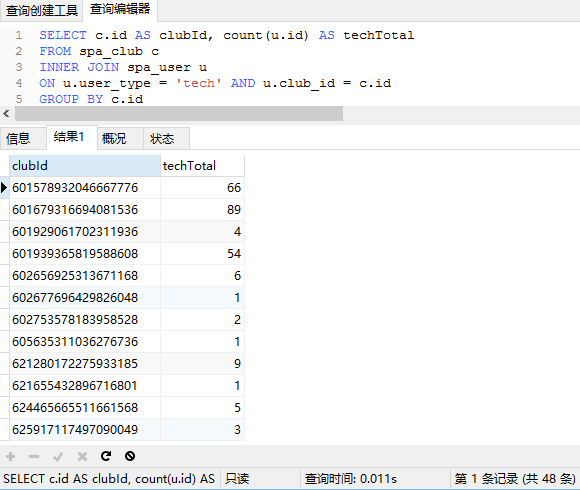 查询创建工具 查询编辑器
1 SELECT c.id AS clubId, count(u.id) AS techTotal
2 FROM spa_club c
3 INNER JOIN spa_user u
4 ON u.user_type = 'tech' AND u.club_id = c.id
5 GROUP BY c.id
信息 结果1 概况 状态
clubId techTotal
601578932046667776 66
601679316694081536 89
601929061702311936 4
601939365819588608 54
602656925313671168 6
602677696429826048 1
602753578183958528 2
605635311036276736 1
621280172275933185 9
621655432896716801 1
624465665511661568 5
625917117497090049 3
SELECT c.id AS clubId, count(u.id) AS 只读 查询时间: 0.011s 第 1 条记录 (共 48 条)